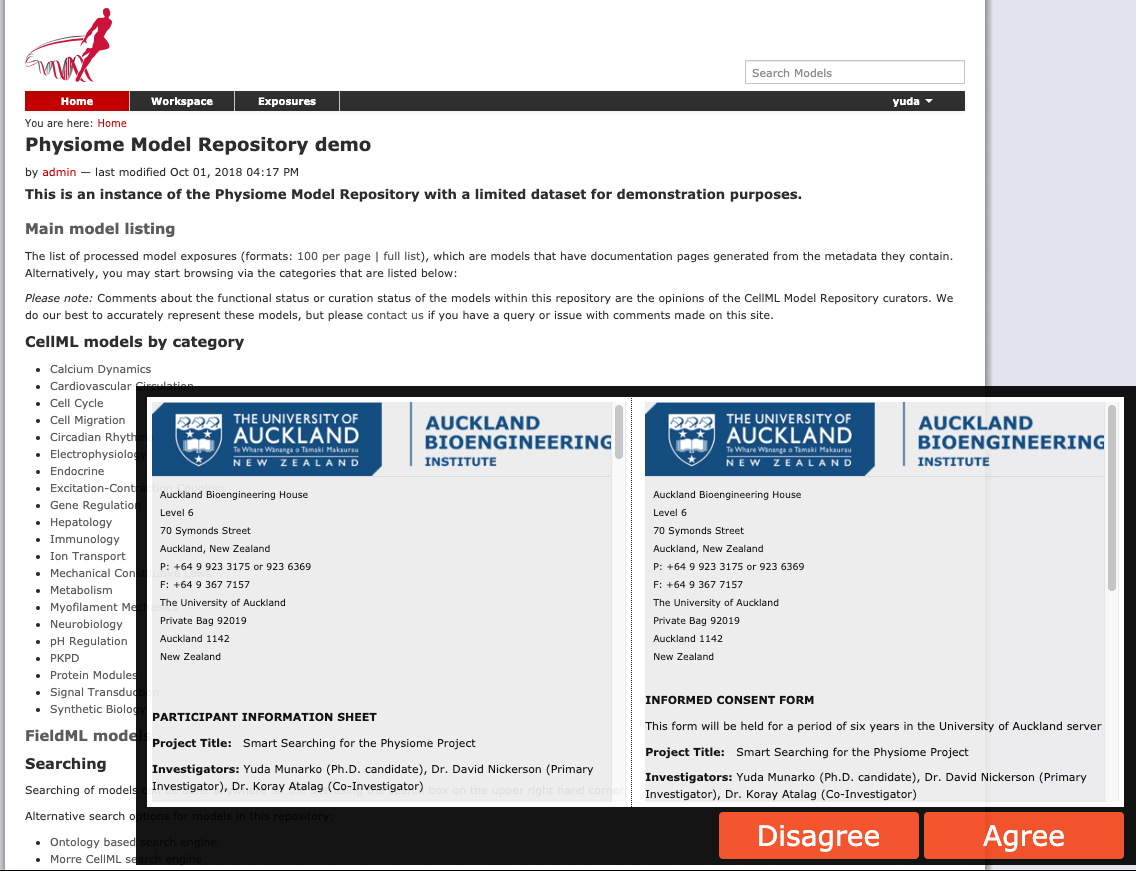 Search Models
Home
Workspace
Exposures
yuda
You are here: Home
Physiome Model Repository demo
by admin — last modified Oct 01, 2018 04:17 PM
This is an instance of the Physiome Model Repository with a limited dataset for demonstration purposes.
Main model listing
The list of processed model exposures (formats: 100 per page | full list), which are models that have documentation pages generated from the metadata they contain.
Alternatively, you may start browsing via the categories that are listed below:
Please note: Comments about the functional status or curation status of the models within this repository are the opinions of the CellML Model Repository curators. We
do our best to accurately represent these models, but please contact us if you have a query or issue with comments made on this site.
CellML models by category
Calcium Dynamics
Cardiovascular Circulation
Cell Cycle
Cell Migration
Circadian Rhythm
Electrophysiology
Endocrine
Excitation-Contraction Coupling
Gene Regulation
Hepatology
Immunology
Ion Transport
Mechanical Cons
Metabolism
Myofilament Me
Neurobiology
pH Regulation
PKPD
Protein Modules
Signal Transduction
Synthetic Biology
FieldML models
Searching
Searching of models box on the upper right hand corner.
Alternative search options for models in this repository:
Ontology based search engine
Morre CellML search engine
THE UNIVERSITY OF
AUCKLAND
Te Whare Wānanga o Tāmaki Makaurau
NEW ZEALAND
AUCKLAND
BIOENGINEERING
INSTITUTE
Auckland Bioengineering House
Level 6
70 Symonds Street
Auckland, New Zealand
P: +64 9 923 3175 or 923 6369
F: +64 9 367 7157
The University of Auckland
Private Bag 92019
Auckland 1142
New Zealand
PARTICIPANT INFORMATION SHEET
Project Title: Smart Searching for the Physiome Project
Investigators: Yuda Munarko (Ph.D. candidate), Dr. David Nickerson (Primary
Investigator), Dr. Koray Atalag (Co-Investigator)
THE UNIVERSITY OF
AUCKLAND
Te Whare Wānanga o Tāmaki Makaurau
NEW ZEALAND
AUCKLAND
BIOENGINEERING
INSTITUTE
Auckland Bioengineering House
Level 6
70 Symonds Street
Auckland, New Zealand
P: +64 9 923 3175 or 923 6369
F: +64 9 367 7157
The University of Auckland
Private Bag 92019
Auckland 1142
New Zealand
INFORMED CONSENT FORM
This form will be held for a period of six years in the University of Auckland server
Project Title: Smart Searching for the Physiome Project
Investigators: Yuda Munarko (Ph.D. candidate), Dr. David Nickerson (Primary
Investigator), Dr. Koray Atalag (Co-Investigator)
Disagree
Agree